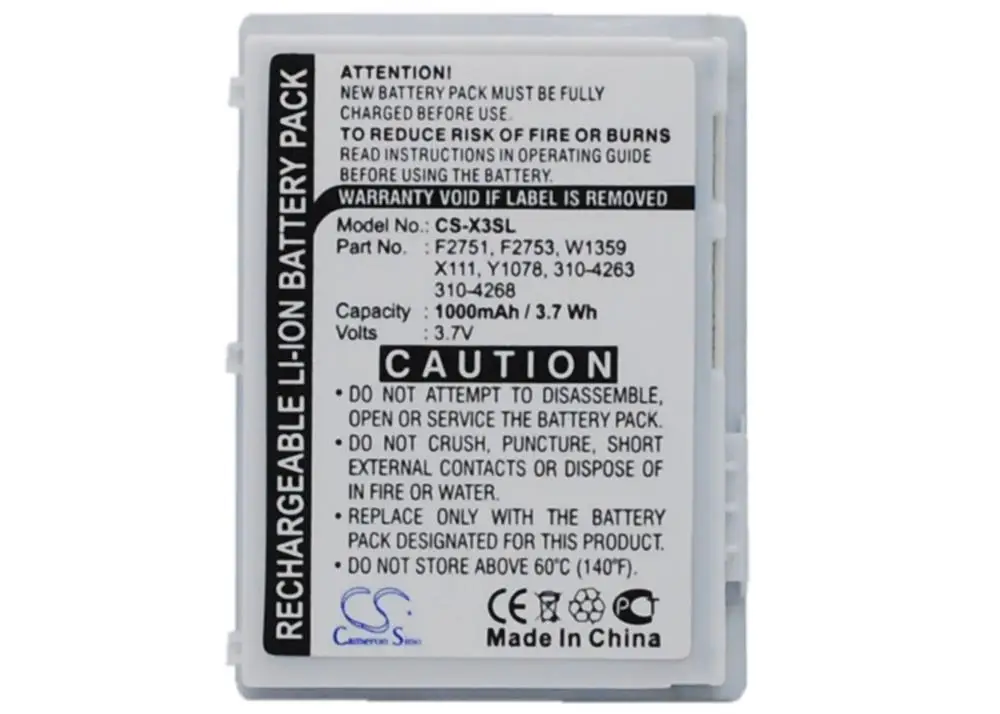 RECHARGEABLE LI-ION BATTERY PACK
ATTENTION!
NEW BATTERY PACK MUST BE FULLY
CHARGED BEFORE USE.
TO REDUCE RISK OF FIRE OR BURNS
READ INSTRUCTIONS IN OPERATING GUIDE
BEFORE USING THE BATTERY.
WARRANTY VOID IF LABEL IS REMOVED
Model No.: CS-X3SL
Part No. : F2751, F2753, W1359
X111, Y1078, 310-4263
310-4268
Capacity : 1000mAh / 3.7 Wh
Volts : 3.7V
CAUTION
• DO NOT ATTEMPT TO DISASSEMBLE,
OPEN OR SERVICE THE BATTERY PACK.
• DO NOT CRUSH, PUNCTURE, SHORT
EXTERNAL CONTACTS OR DISPOSE OF
IN FIRE OR WATER.
• REPLACE ONLY WITH THE BATTERY
PACK DESIGNATED FOR THIS PRODUCT.
• DO NOT STORE ABOVE 60°C (140°F).
CS
Cameron Sino
CE PCT
Made In China